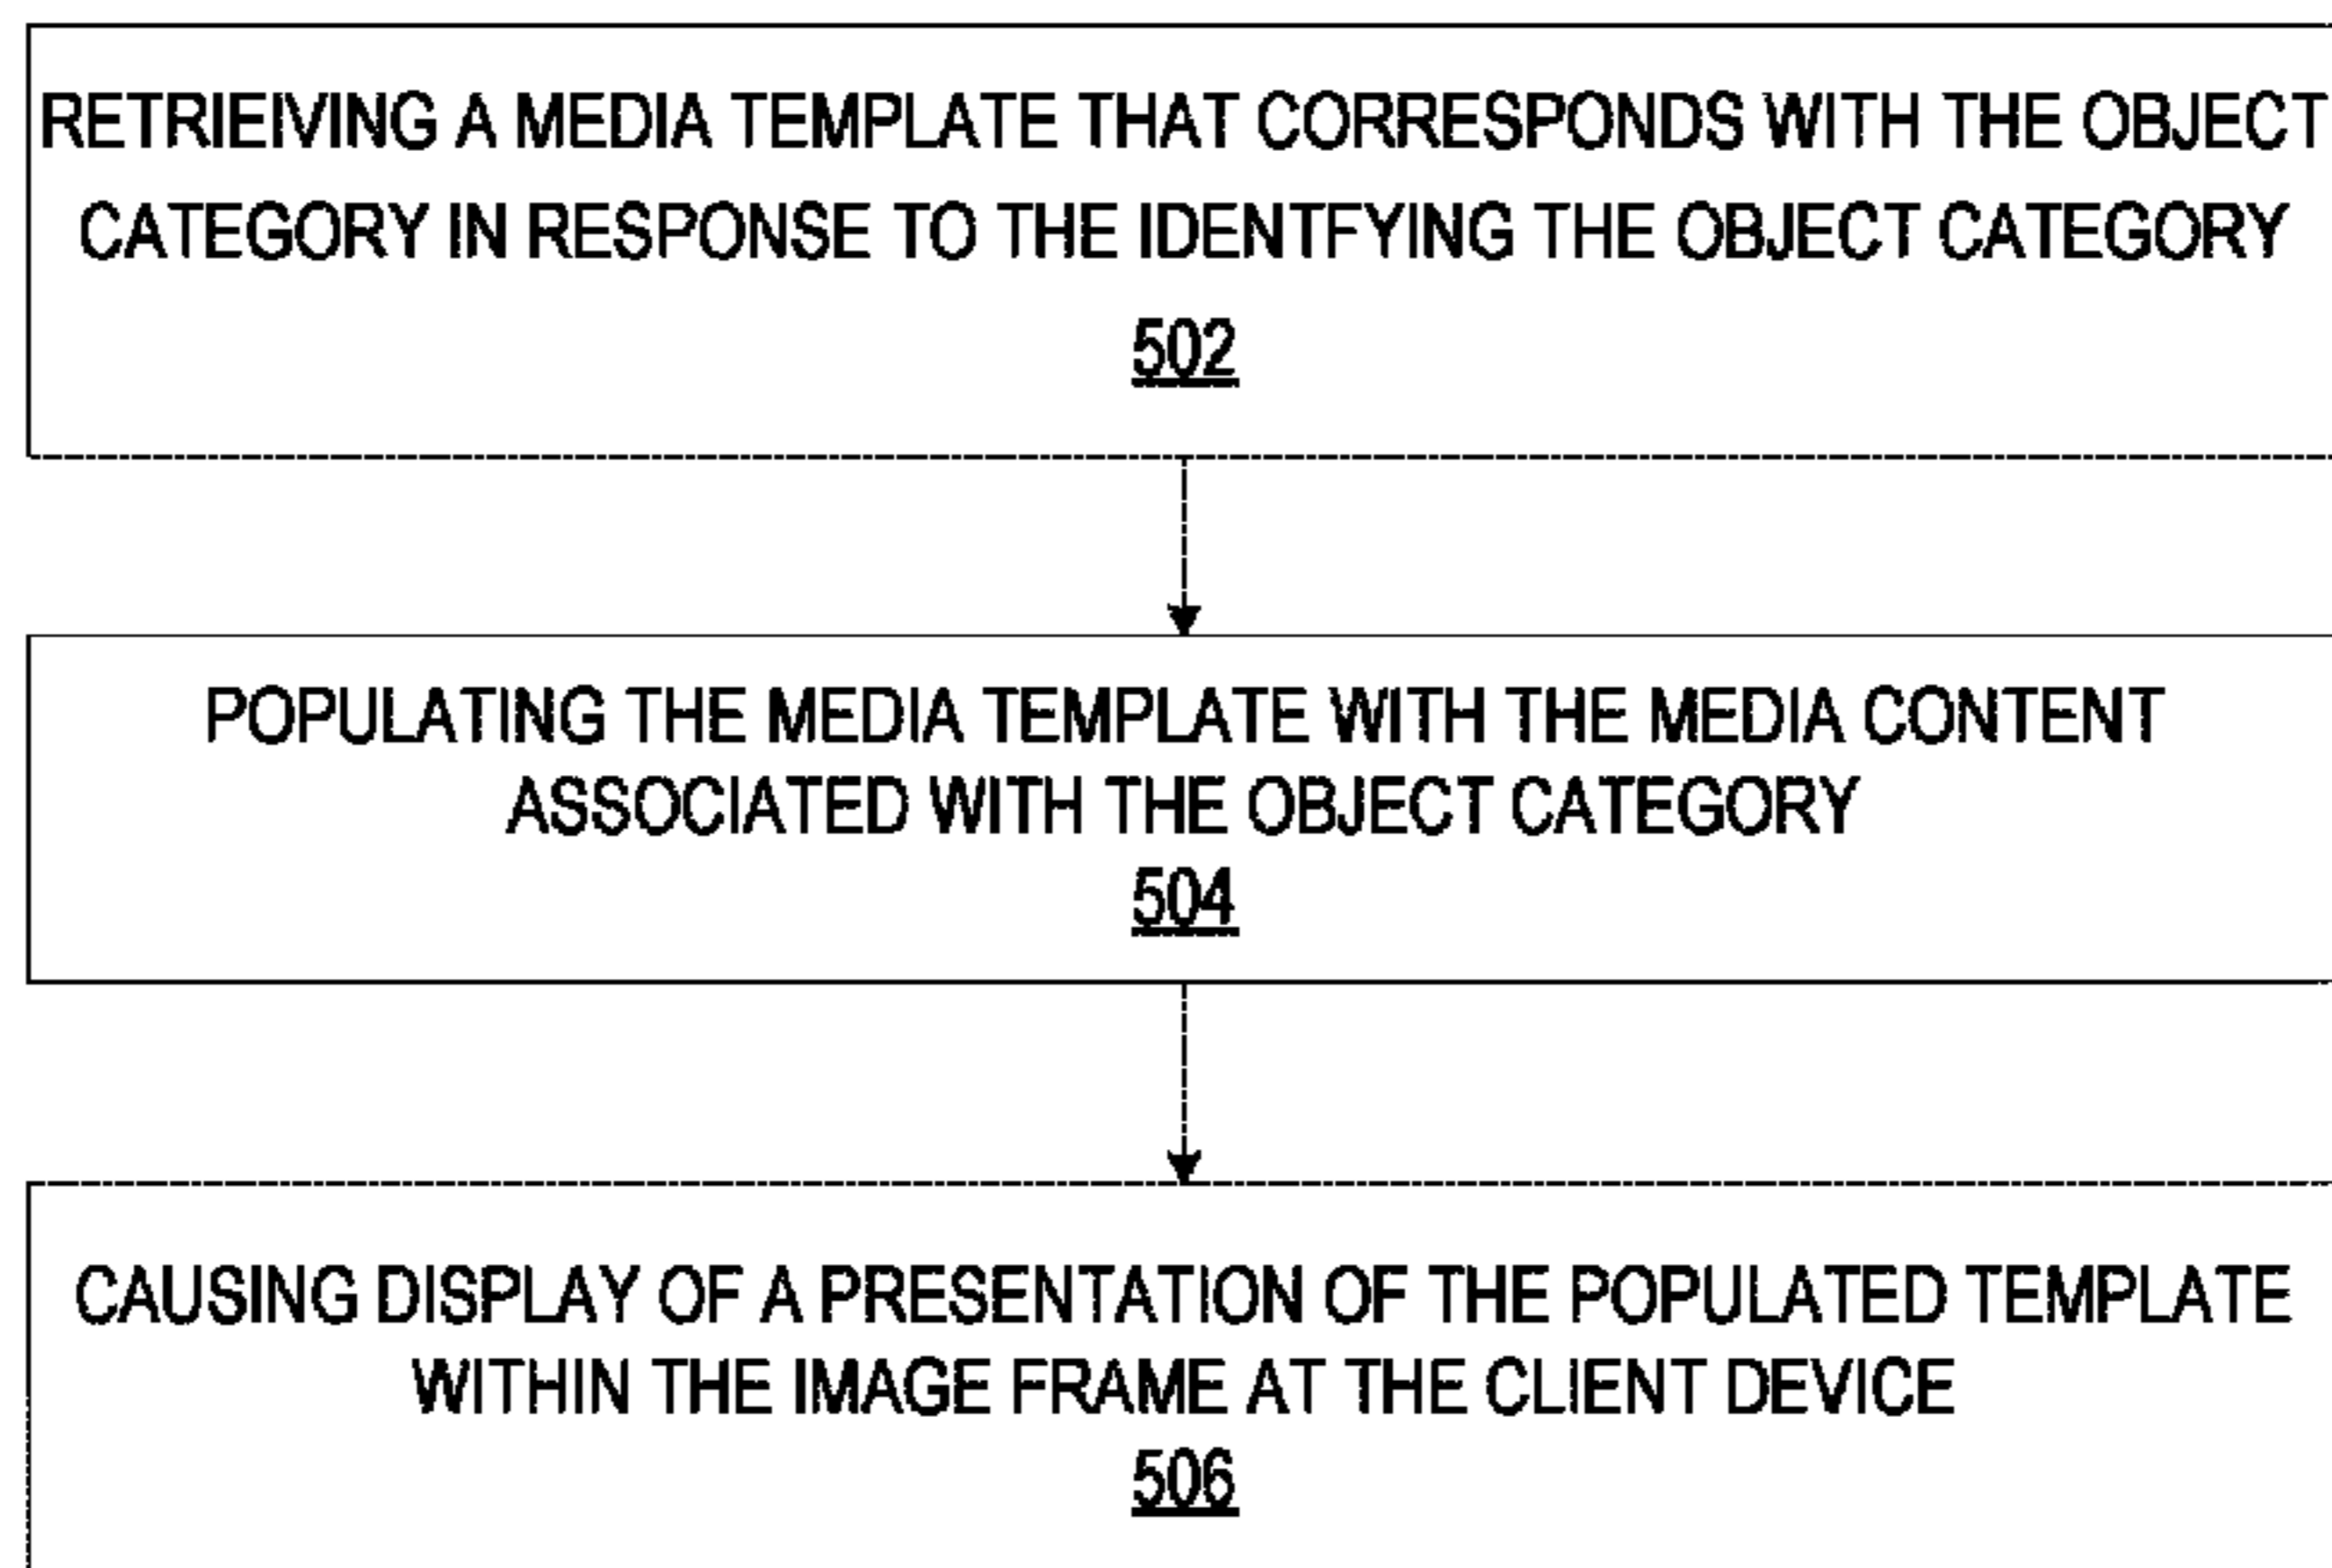 RETRIEIVING A MEDIA TEMPLATE THAT CORRESPONDS WITH THE OBJECT
CATEGORY IN RESPONSE TO THE IDENTFYING THE OBJECT CATEGORY
502
POPULATING THE MEDIA TEMPLATE WITH THE MEDIA CONTENT
ASSOCIATED WITH THE OBJECT CATEGORY
504
CAUSING DISPLAY OF A PRESENTATION OF THE POPULATED TEMPLATE
WITHIN THE IMAGE FRAME AT THE CLIENT DEVICE
506